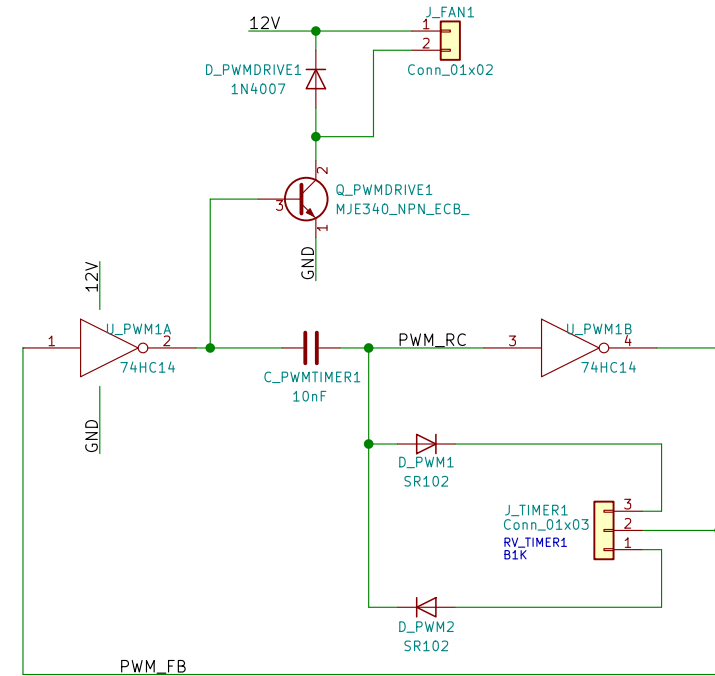 J_FAN1
12V
1
2
Conn_01x02
D_PWMDRIVE1
1N4007
2
Q_PWMDRIVE1
MJE340_NPN_ECB_
3
1
GND
12V
U_PWM1A
1
2
74HC14
GND
C_PWMTIMER1
10nF
PWM_RC
U_PWM1B
3
4
74HC14
D_PWM1
SR102
J_TIMER1
Conn_01x03
RV_TIMER1
B1K
3
2
1
D_PWM2
SR102
PWM_FB